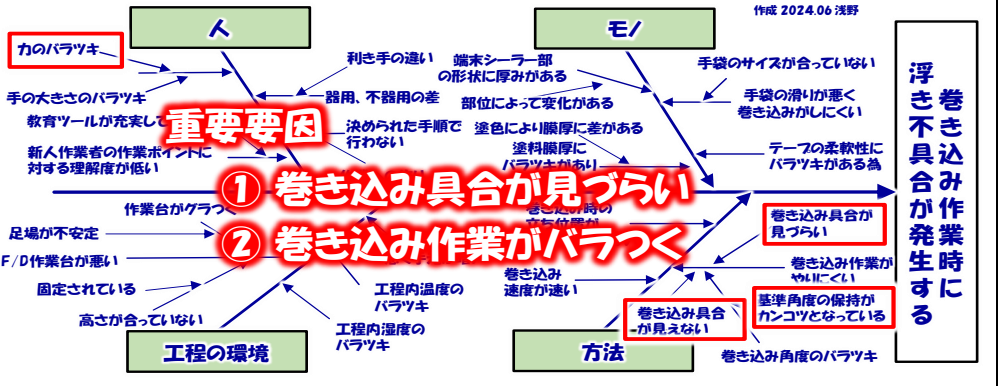 作成 2024.06 浅野
人
モノ
力のバラツキ
手の大きさのバラツキ
教育ツールが充実して
新人作業者の作業ポイントに
対する理解度が低い
利き手の違い
器用、不器用の差
決められた手順で
行わない
端末シーラー部
の形状に厚みがある
部位によって変化がある
塗色により膜厚に差がある
塗料膜厚に
バラツキがあり
手袋のサイズが合っていない
手袋の滑りが悪く
巻き込みがしにくい
テープの柔軟性に
バラツキがある為
重要要因
① 巻き込み具合が見づらい
② 巻き込み作業がバラつく
作業台がグラつく
足場が不安定
F/D作業台が悪い
固定されている
高さが合っていない
工程内温度の
バラツキ
工程内湿度の
バラツキ
巻き込み時の
立ち位置が
巻き込み
速度が速い
巻き込み具合が
見づらい
巻き込み作業が
やりにくい
基準角度の保持が
カンコツとなっている
巻き込み具合
が見えない
巻き込み角度のバラツキ
工程の環境
方法
巻き込み作業時に
浮き不具合が発生する